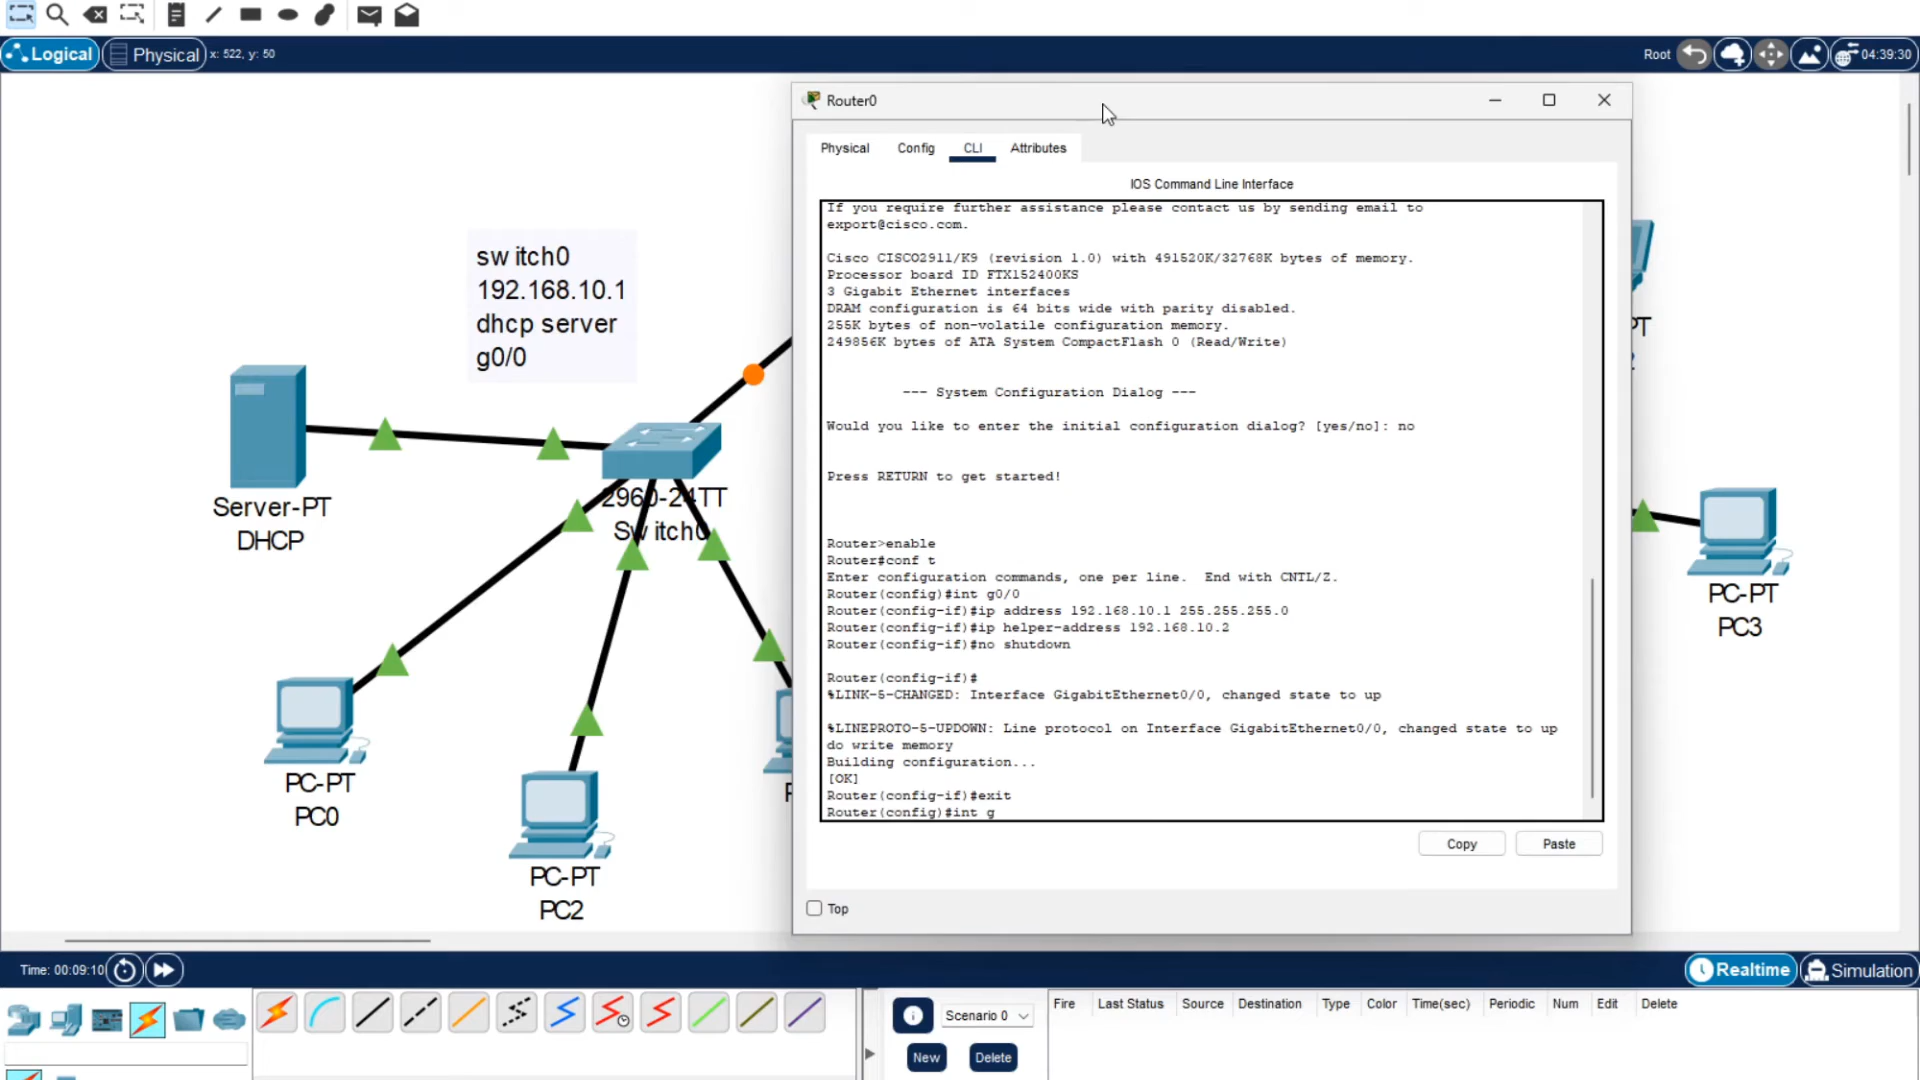 Logical
Physical
x: 522, y: 50
Root
04:39:30
Router0
Physical
Config
CLI
Attributes
IOS Command Line Interface
If you require further assistance please contact us by sending email to
export@cisco.com.
Cisco CISCO2911/K9 (revision 1.0) with 491520K/32768K bytes of memory.
Processor board ID FTX152400KS
3 Gigabit Ethernet interfaces
DRAM configuration is 64 bits wide with parity disabled.
255K bytes of non-volatile configuration memory.
249856K bytes of ATA System CompactFlash 0 (Read/Write)
--- System Configuration Dialog ---
Would you like to enter the initial configuration dialog? [yes/no]: no
Press RETURN to get started!
Router>enable
Router#conf t
Enter configuration commands, one per line.  End with CNTL/Z.
Router(config)#int g0/0
Router(config-if)#ip address 192.168.10.1 255.255.255.0
Router(config-if)#ip helper-address 192.168.10.2
Router(config-if)#no shutdown
Router(config-if)#
%LINK-5-CHANGED: Interface GigabitEthernet0/0, changed state to up
%LINEPROTO-5-UPDOWN: Line protocol on Interface GigabitEthernet0/0, changed state to up
do write memory
Building configuration...
[OK]
Router(config-if)#exit
Router(config)#int g
Copy
Paste
Top
switch0
192.168.10.1
dhcp server
g0/0
Server-PT
DHCP
2960-24TT
Switch0
PC-PT
PC0
PC-PT
PC2
PC-PT
PC3
Time: 00:09:10
Realtime
Simulation
Scenario 0
New
Delete
Fire
Last Status
Source
Destination
Type
Color
Time(sec)
Periodic
Num
Edit
Delete